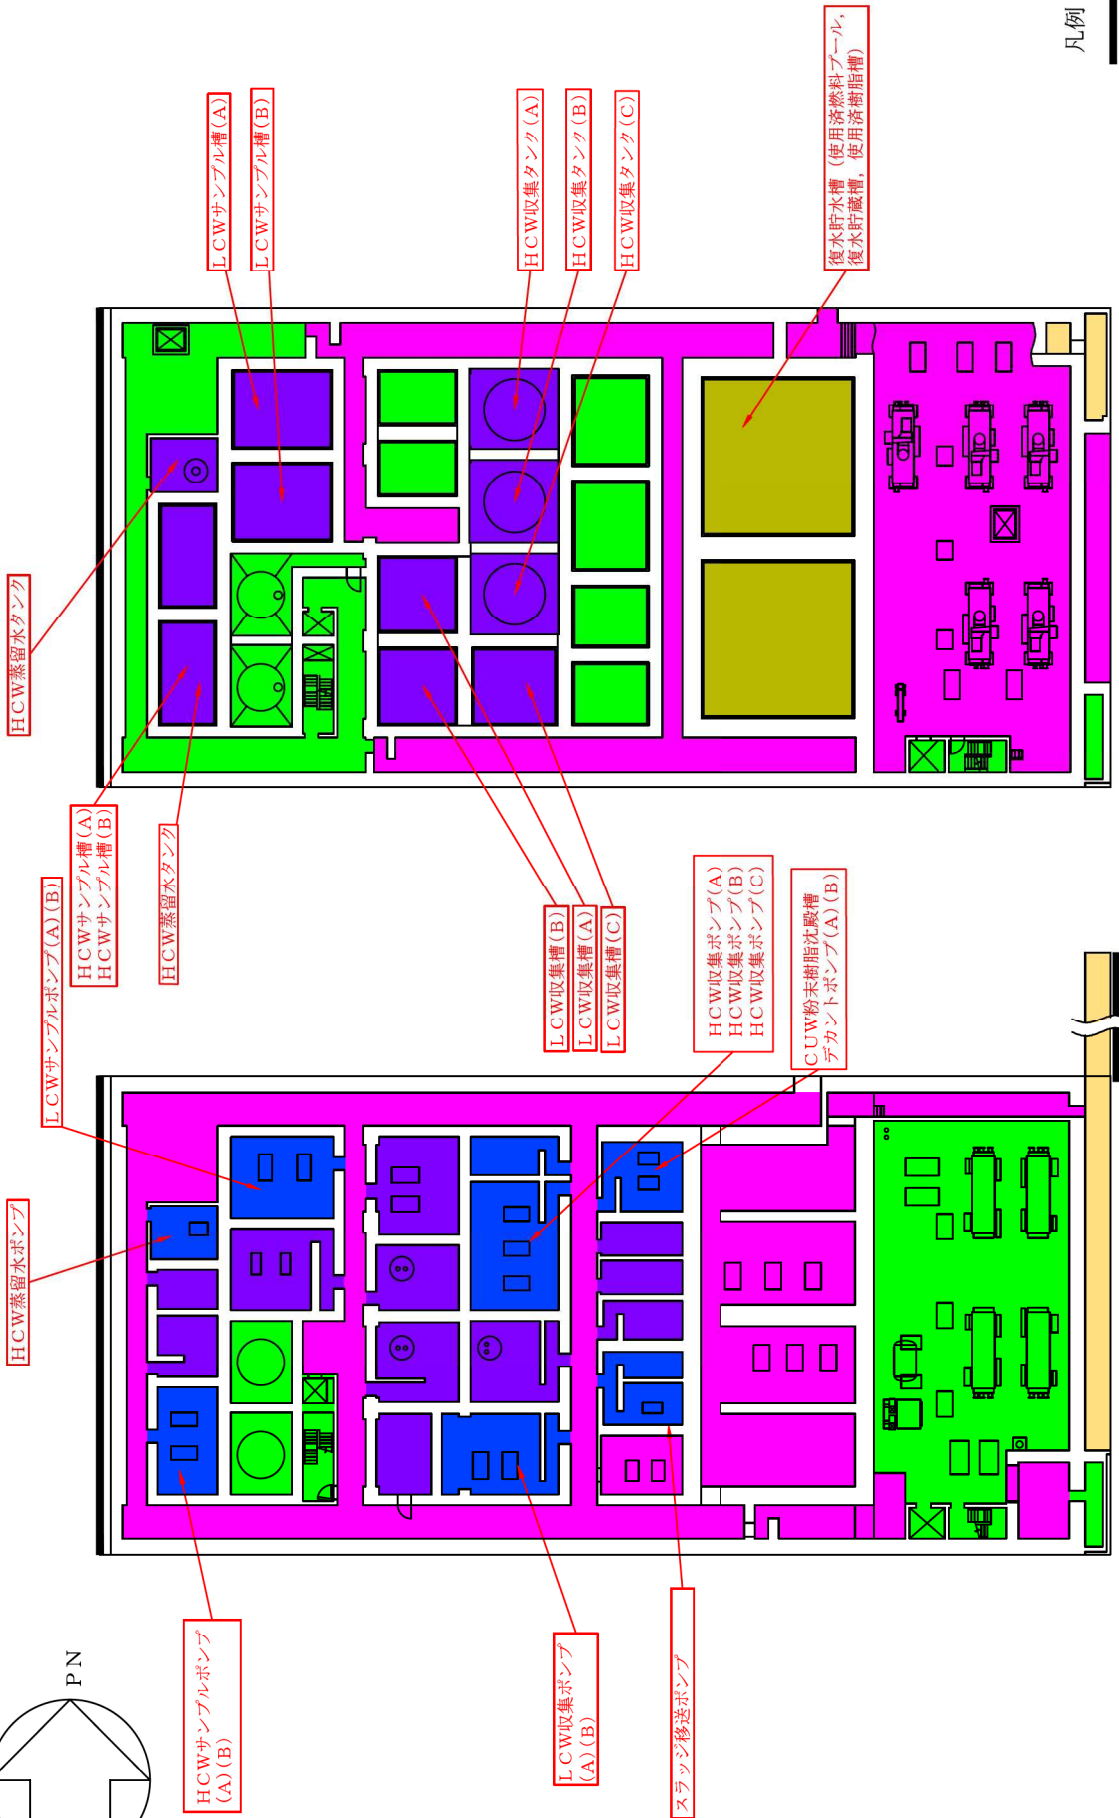 PN
HCWサンプルポンプ
(A)(B)
LCW収集ポンプ
(A)(B)
スラッジ移送ポンプ
HCW蒸留水ポンプ
LCWサンプルポンプ(A)(B)
HCW収集ポンプ(A)
HCW収集ポンプ(B)
HCW収集ポンプ(C)
CUW粉末樹脂沈殿槽
デカントポンプ(A)(B)
HCW蒸留水タンク
HCWサンプル槽(A)
HCWサンプル槽(B)
HCW蒸留水タンク
LCW収集槽(B)
LCW収集槽(A)
LCW収集槽(C)
LCWサンプル槽(A)
LCWサンプル槽(B)
HCW収集タンク(A)
HCW収集タンク(B)
HCW収集タンク(C)
復水貯水槽（使用済燃料プール，
復水貯蔵槽，使用済樹脂槽）
凡例